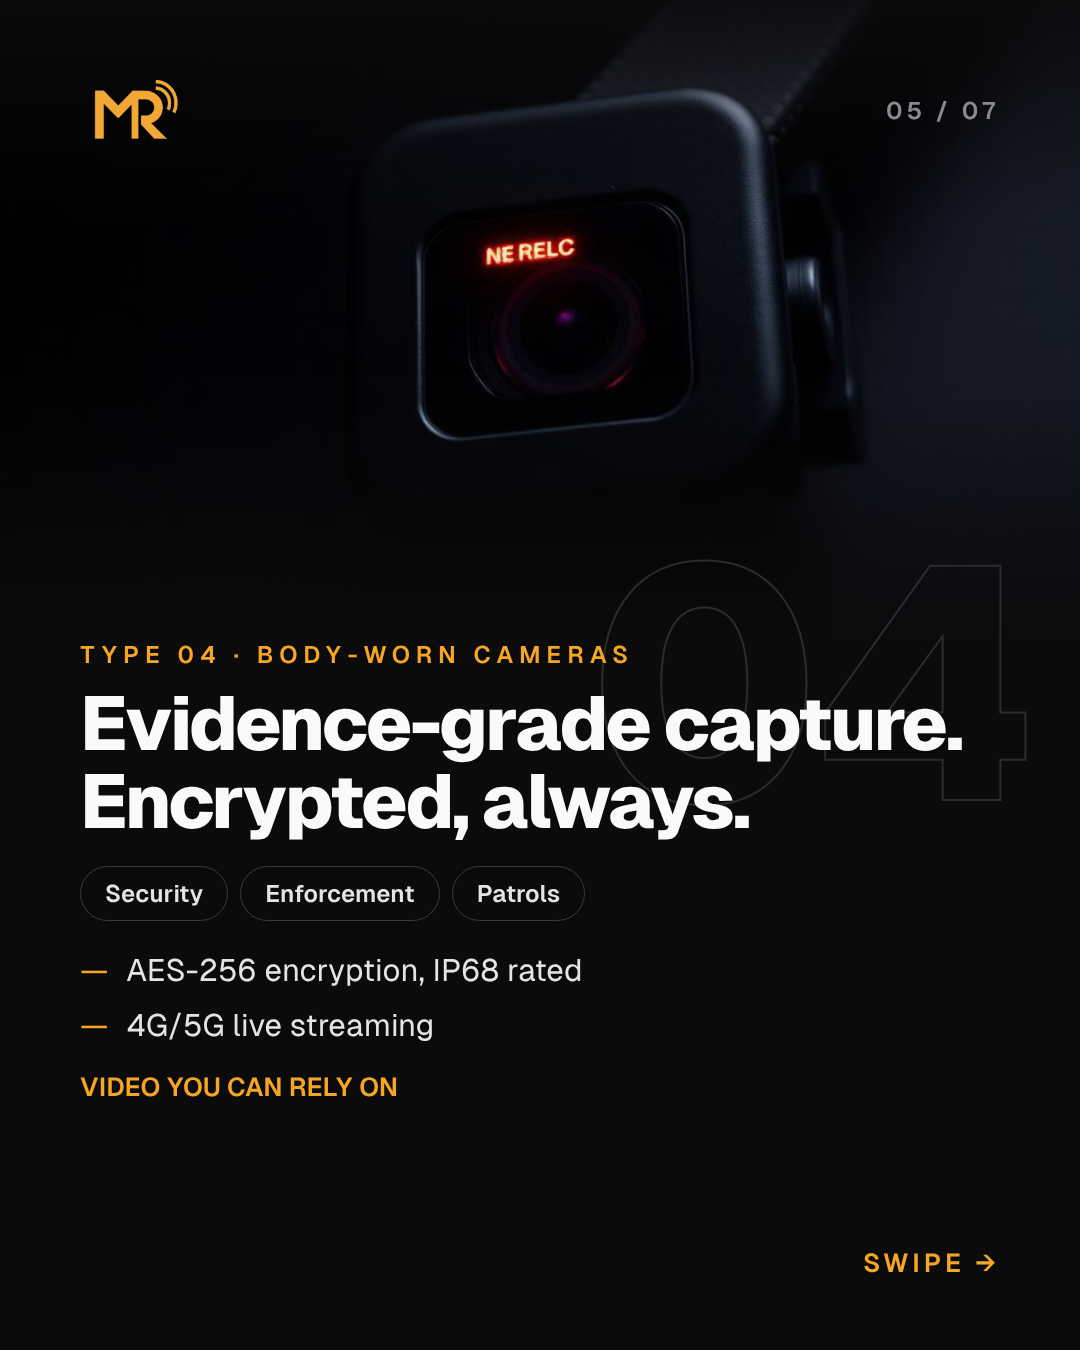 MR
05 / 07
NE RELC
04
TYPE 04 · BODY-WORN CAMERAS
Evidence-grade capture.
Encrypted, always.
Security Enforcement Patrols
— AES-256 encryption, IP68 rated
— 4G/5G live streaming
VIDEO YOU CAN RELY ON
SWIPE →